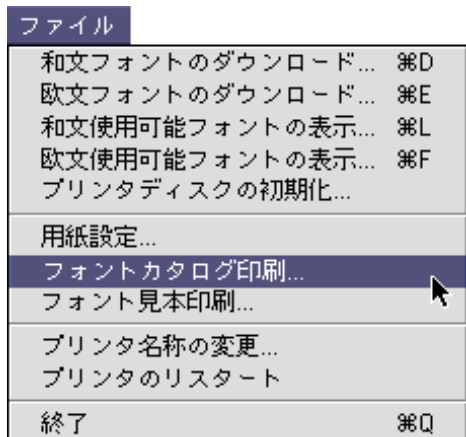 ファイル
和文フォントのダウンロード... ⌘D
欧文フォントのダウンロード... ⌘E
和文使用可能フォントの表示... ⌘L
欧文使用可能フォントの表示... ⌘F
プリンタディスクの初期化...
用紙設定...
フォントカタログ印刷...
フォント見本印刷...
プリンタ名称の変更...
プリンタのリスタート
終了 ⌘Q